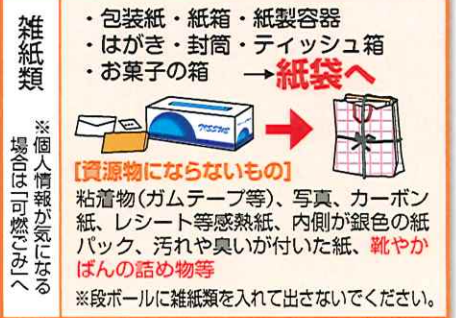 雑紙類
※個人情報が気になる
場合は「可燃ごみ」へ
・包装紙・紙箱・紙製容器
・はがき・封筒・ティッシュ箱
・お菓子の箱 →紙袋へ
TISSUE
[資源物にならないもの]
粘着物(ガムテープ等)、写真、カーボン
紙、レシート等感熱紙、内側が銀色の紙
パック、汚れや臭いが付いた紙、靴やか
ばんの詰め物等
※段ボールに雑紙類を入れて出さないでください。